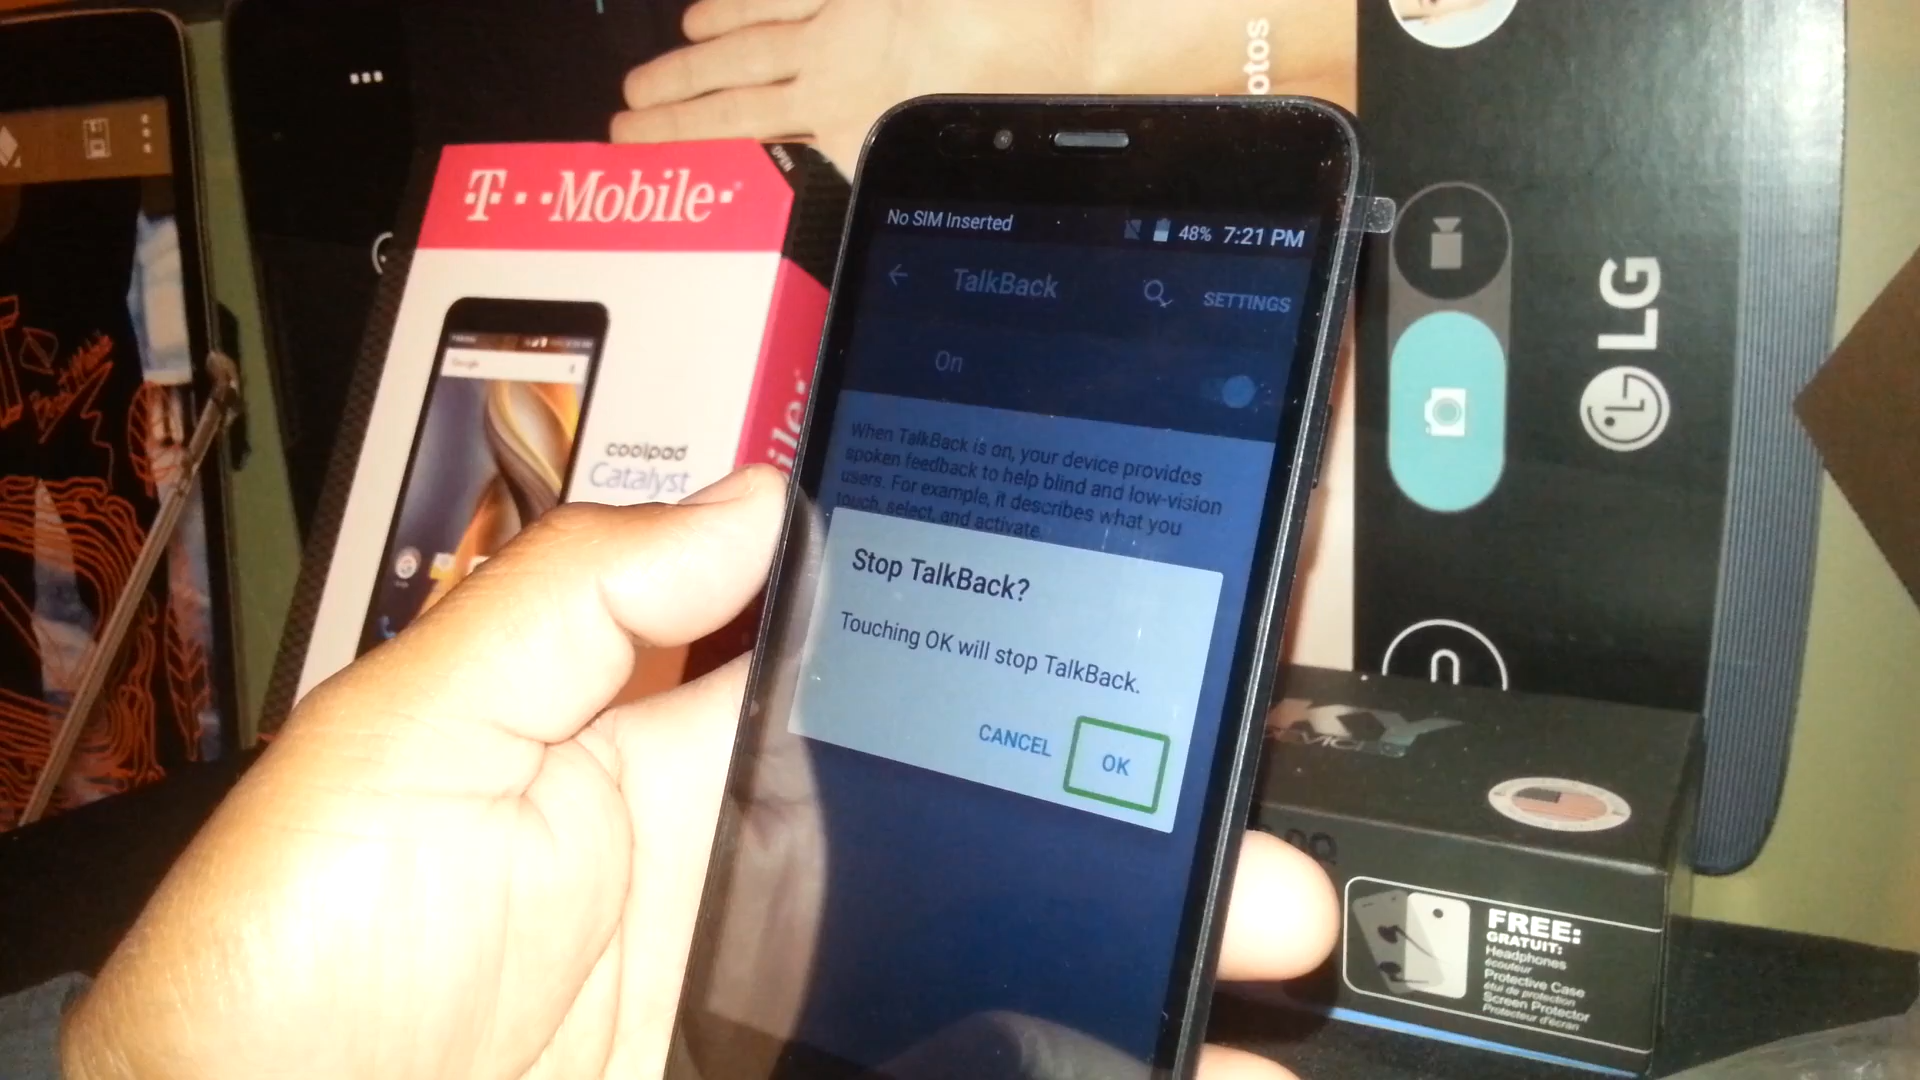 otos
OPEN
T··Mobile·
coolpad
Catalyst
Google
No SIM Inserted
48% 7:21 PM
TalkBack
SETTINGS
On
When TalkBack is on, your device provides
spoken feedback to help blind and low-vision
users. For example, it describes what you
touch, select, and activate.
Stop TalkBack?
Touching OK will stop TalkBack.
CANCEL
OK
LG
FREE:
GRATUIT:
Headphones
écouteur
Protective Case
étui de protection
Screen Protector
Protecteur d'écran